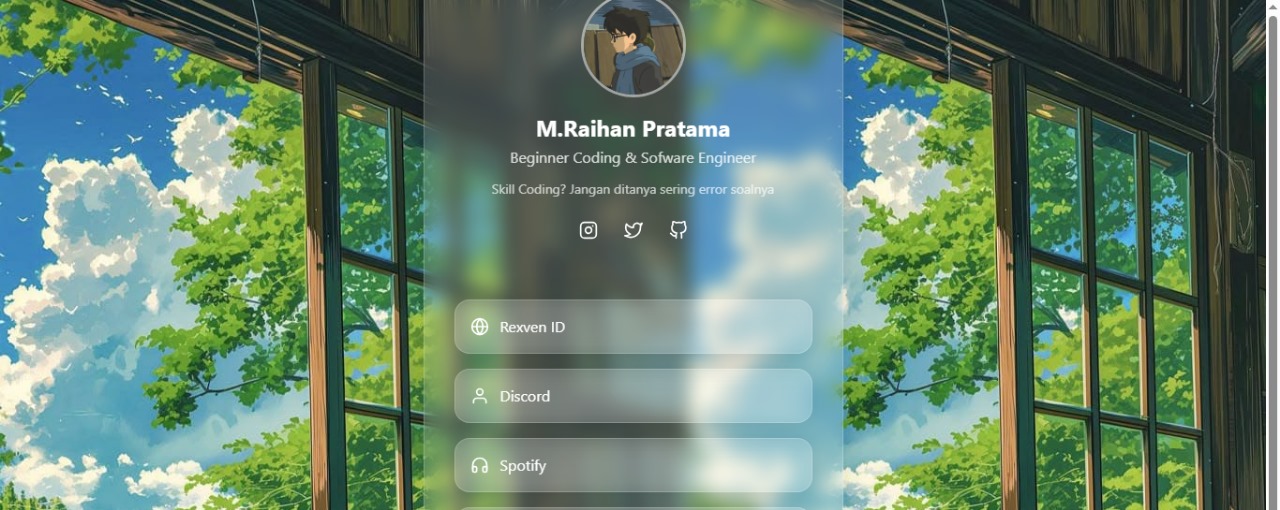 M.Raihan Pratama
Beginner Coding & Sofware Engineer
Skill Coding? Jangan ditanya sering error soalnya
Rexven ID
Discord
Spotify